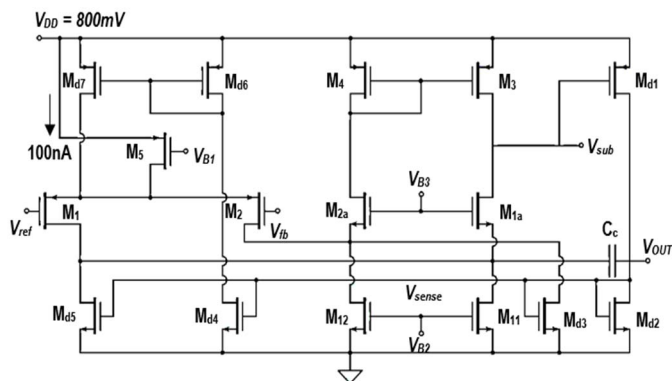 V_DD = 800mV
M_d7
M_d6
M_4
M_3
M_d1
100nA
M_5
V_B1
V_sub
V_B3
M_1
M_2
M_2a
M_1a
V_ref
V_fb
C_c
V_OUT
V_sense
M_d5
M_d4
M_12
M_11
M_d3
M_d2
V_B2